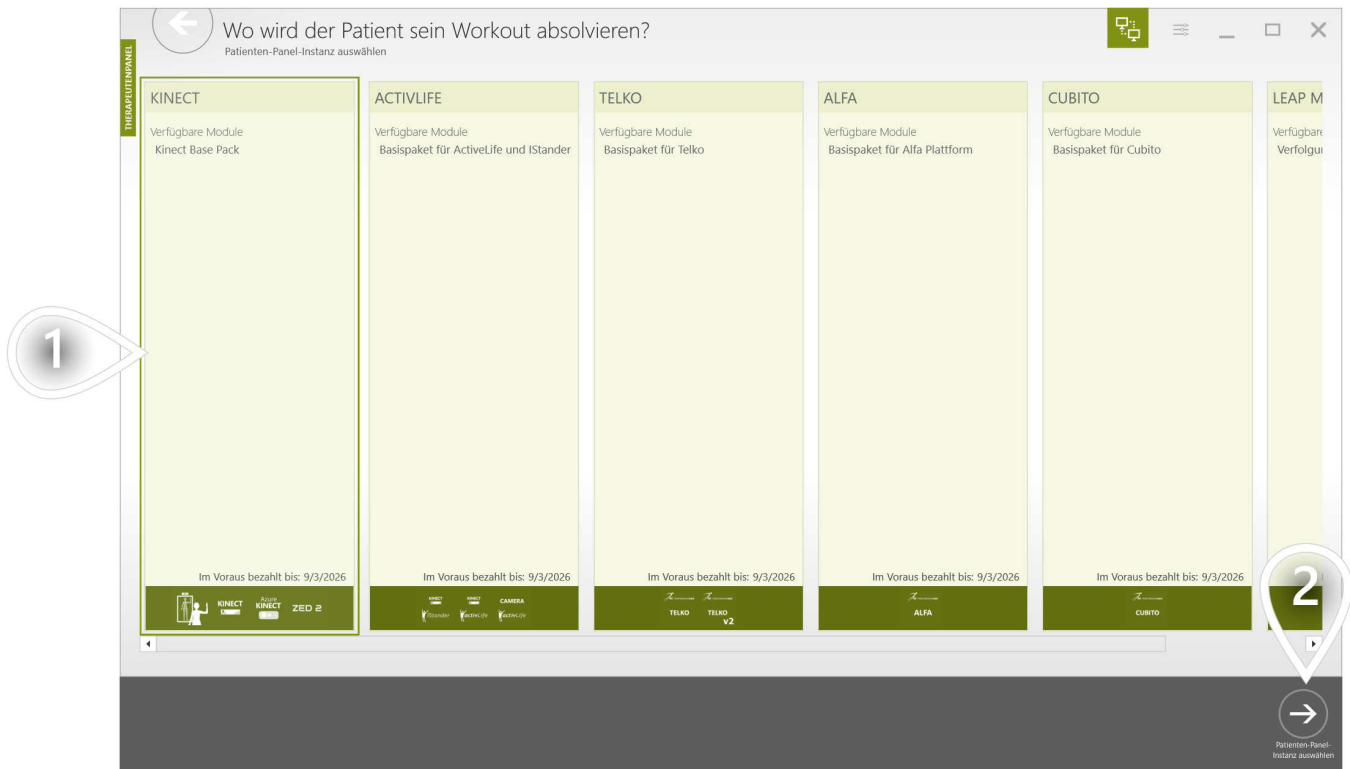 Wo wird der Patient sein Workout absolvieren?
Patienten-Panel-Instanz auswählen
THERAPEUTENPANEL
KINECT
Verfügbare Module
Kinect Base Pack
Im Voraus bezahlt bis: 9/3/2026
KINECT
Azure
KINECT
ZED 2
ACTIVLIFE
Verfügbare Module
Basispaket für ActiveLife und IStander
Im Voraus bezahlt bis: 9/3/2026
KINECT
KINECT
CAMERA
iStander
activLife
activLife
TELKO
Verfügbare Module
Basispaket für Telko
Im Voraus bezahlt bis: 9/3/2026
TELKO
TELKO
v2
ALFA
Verfügbare Module
Basispaket für Alfa Plattform
Im Voraus bezahlt bis: 9/3/2026
ALFA
CUBITO
Verfügbare Module
Basispaket für Cubito
Im Voraus bezahlt bis: 9/3/2026
CUBITO
LEAP M
Verfügbare
Verfolgu
1
2
Patienten-Panel-
Instanz auswählen